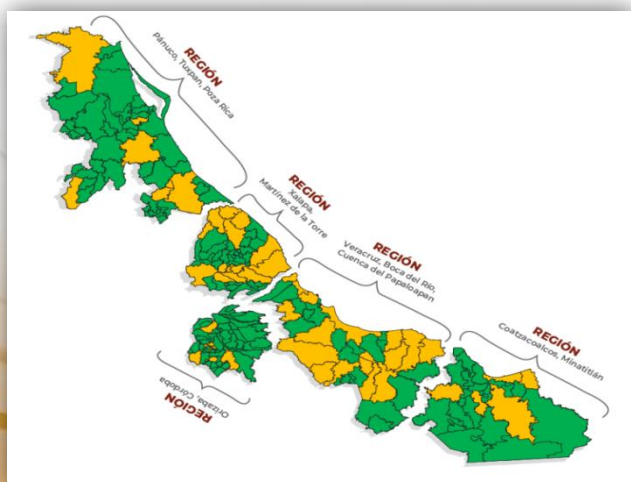 REGIÓN
Pánuco, Tuxpan, Poza Rica
REGIÓN
Xalapa,
Martínez de la Torre
REGIÓN
Veracruz, Boca del Río,
Cuenca del Papaloapan
REGIÓN
Coatzacoalcos, Minatitlán
REGIÓN
Orizaba, Córdoba